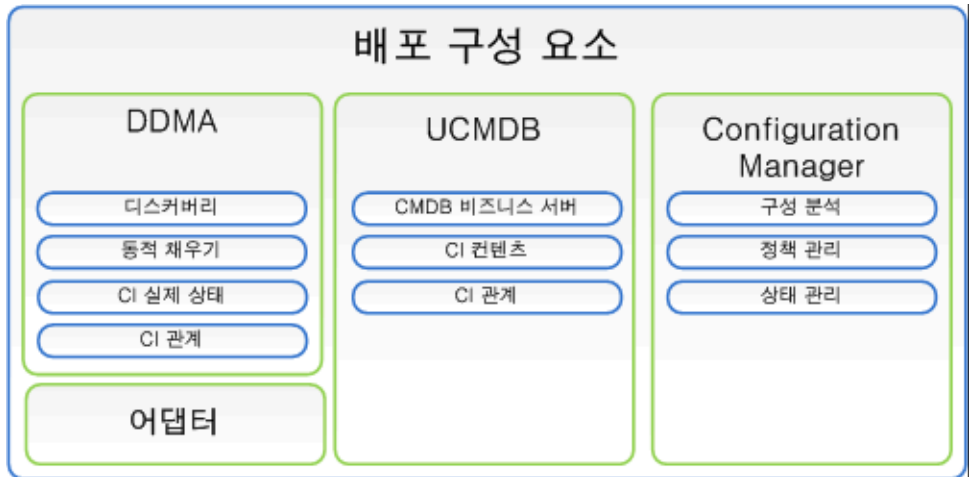 배포 구성 요소
DDMA
디스커버리
동적 채우기
CI 실제 상태
CI 관계
어댑터
UCMDB
CMDB 비즈니스 서버
CI 컨텐츠
CI 관계
Configuration
Manager
구성 분석
정책 관리
상태 관리